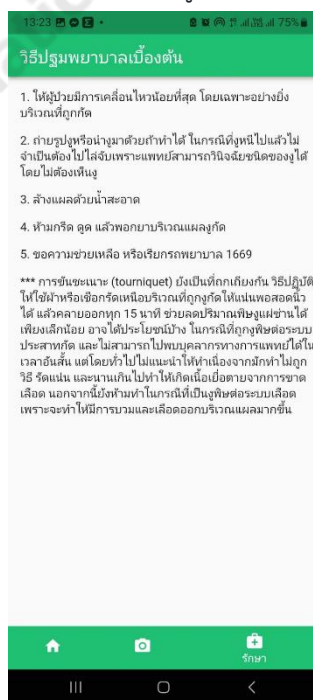 13:23
75%
วิธีปฐมพยาบาลเบื้องต้น
1. ให้ผู้ป่วยมีการเคลื่อนไหวน้อยที่สุด โดยเฉพาะอย่างยิ่ง
บริเวณที่ถูกกัด
2. ถ่ายรูปงูหรือนำงูมาด้วยถ้าทำได้ ในกรณีที่งูหนีไปแล้วไม่
จำเป็นต้องไปไล่จับเพราะแพทย์สามารถวินิจฉัยชนิดของงูได้
โดยไม่ต้องเห็นงู
3. ล้างแผลด้วยน้ำสะอาด
4. ห้ามกรีด ดูด แล้วพอกยาบริเวณแผลงูกัด
5. ขอความช่วยเหลือ หรือเรียกรถพยาบาล 1669
*** การขันชะเนาะ (tourniquet) ยังเป็นที่ถกเถียงกัน วิธีปฏิบัติ
ให้ใช้ผ้าหรือเชือกรัดเหนือบริเวณที่ถูกงูกัดให้แน่นพอสอดนิ้ว
ได้ แล้วคลายออกทุก 15 นาที ช่วยลดปริมาณพิษงูแผ่ซ่านได้
เพียงเล็กน้อย อาจได้ประโยชน์บ้าง ในกรณีที่ถูกงูพิษต่อระบบ
ประสาทกัด และไม่สามารถไปพบบุคลากรทางการแพทย์ได้ใน
เวลาอันสั้น แต่โดยทั่วไปไม่แนะนำให้ทำเนื่องจากมักทำไม่ถูก
วิธี รัดแน่น และนานเกินไปทำให้เกิดเนื้อเยื่อตายจากการขาด
เลือด นอกจากนี้ยังห้ามทำในกรณีที่เป็นงูพิษต่อระบบเลือด
เพราะจะทำให้มีการบวมและเลือดออกบริเวณแผลมากขึ้น
รักษา